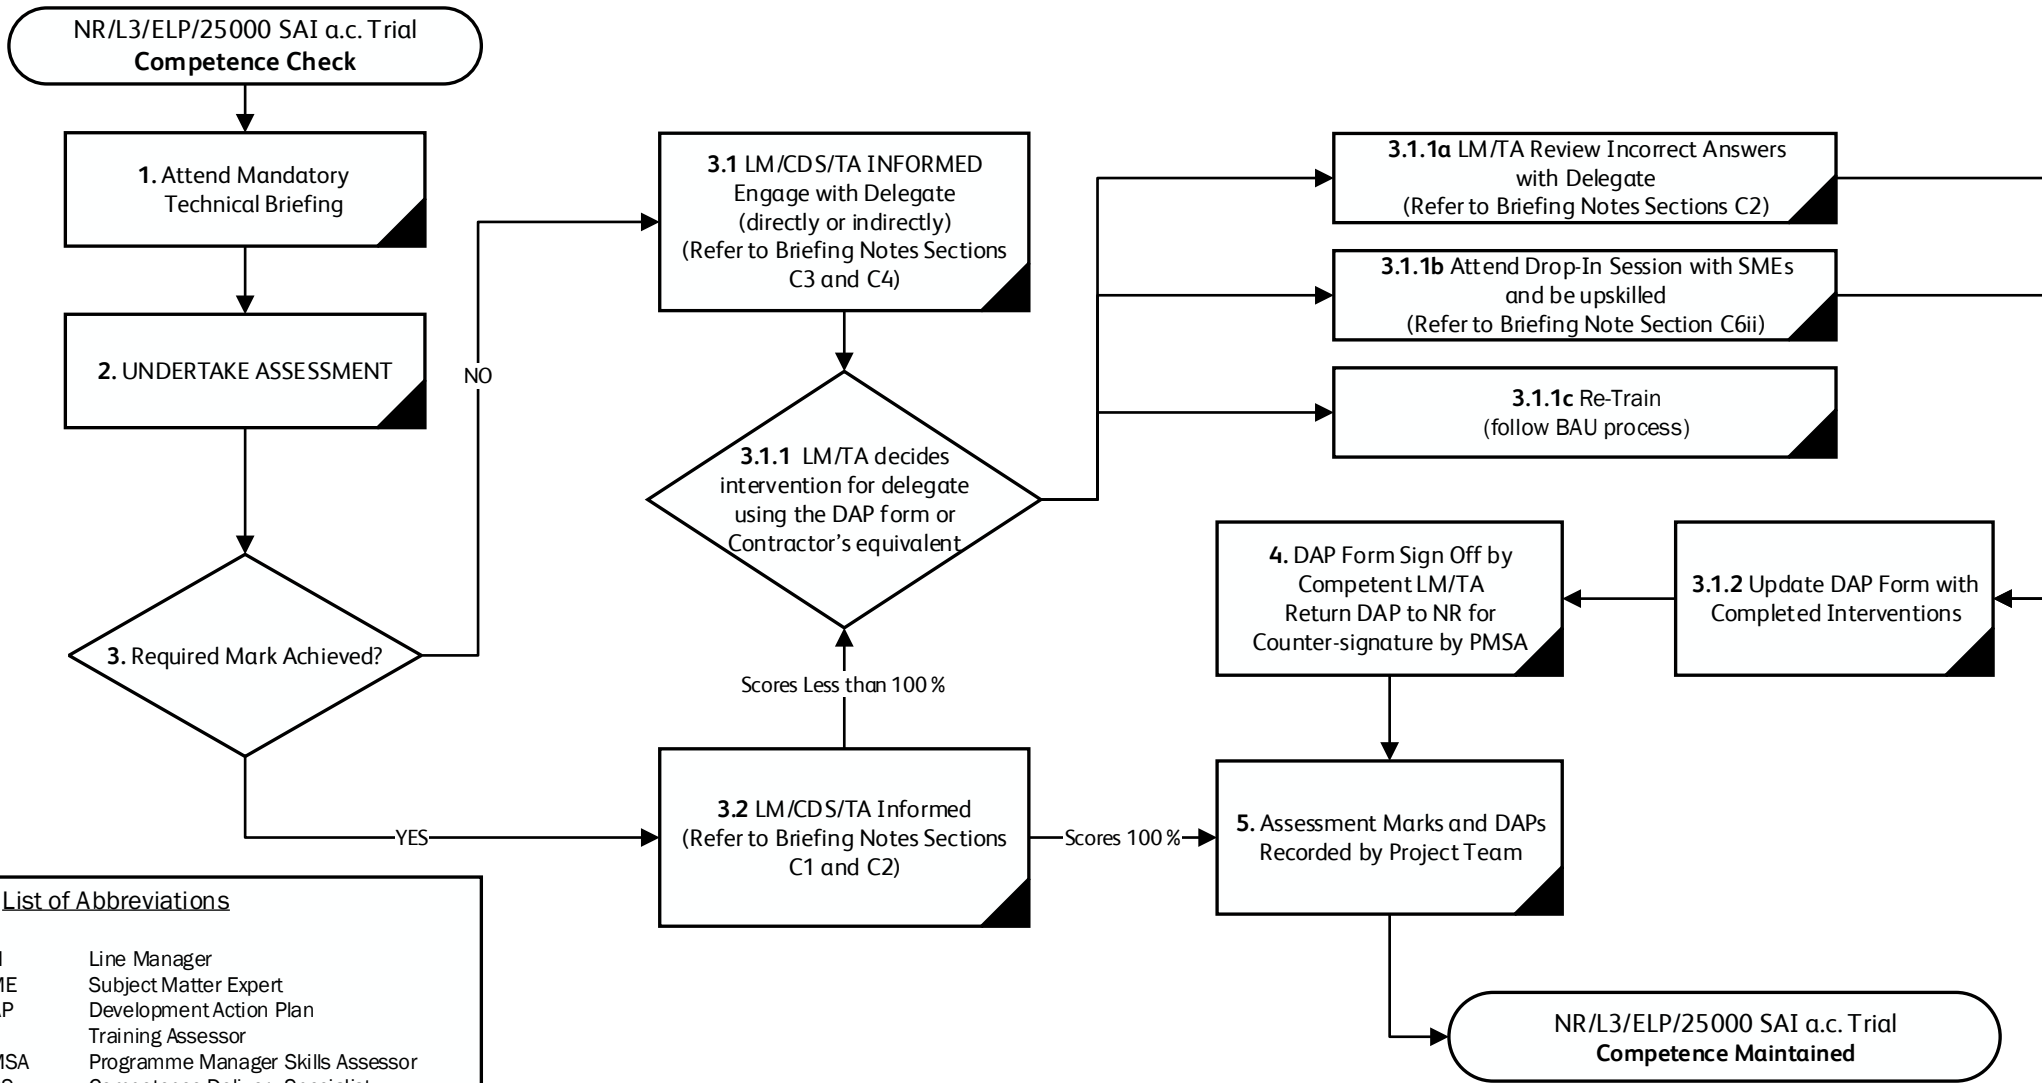 NR/L3/ELP/25000 SAI a.c. Trial
Competence Check
1. Attend Mandatory
Technical Briefing
2. UNDERTAKE ASSESSMENT
3. Required Mark Achieved?
NO
YES
3.1 LM/CDS/TA INFORMED
Engage with Delegate
(directly or indirectly)
(Refer to Briefing Notes Sections
C3 and C4)
3.1.1 LM/TA decides
intervention for delegate
using the DAP form or
Contractor's equivalent
Scores Less than 100%
3.2 LM/CDS/TA Informed
(Refer to Briefing Notes Sections
C1 and C2)
Scores 100%
3.1.1a LM/TA Review Incorrect Answers
with Delegate
(Refer to Briefing Notes Sections C2)
3.1.1b Attend Drop-In Session with SMEs
and be upskilled
(Refer to Briefing Note Section C6ii)
3.1.1c Re-Train
(follow BAU process)
4. DAP Form Sign Off by
Competent LM/TA
Return DAP to NR for
Counter-signature by PMSA
3.1.2 Update DAP Form with
Completed Interventions
5. Assessment Marks and DAPs
Recorded by Project Team
NR/L3/ELP/25000 SAI a.c. Trial
Competence Maintained
List of Abbreviations
Line Manager
ME Subject Matter Expert
AP Development Action Plan
Training Assessor
MSA Programme Manager Skills Assessor